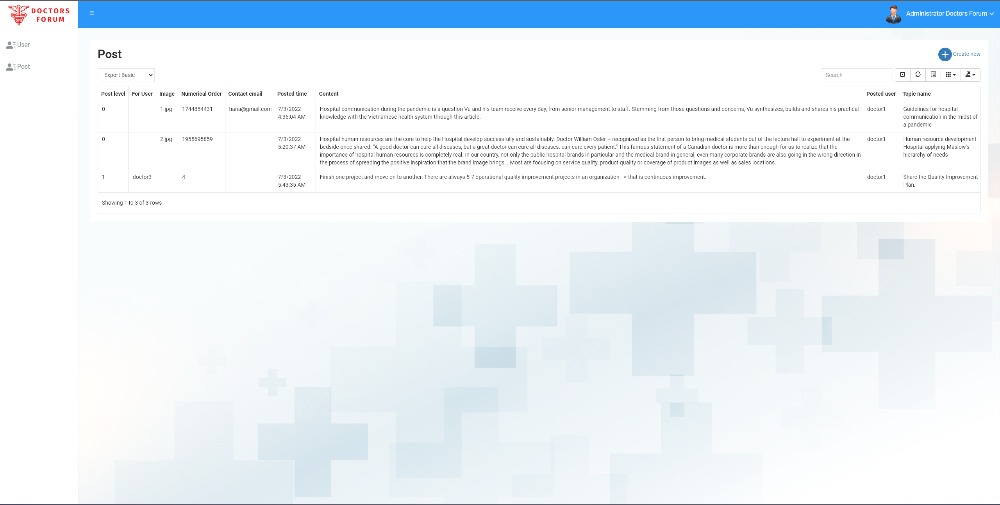 DOCTORS
FORUM
Administrator Doctors Forum
User
Post
Post
Create new
Export Basic
Search
Post level For User Image Numerical Order Contact email Posted time Content Posted user Topic name
0 1.jpg 1744854431 hana@gmail.com 7/3/2022 Hospital communication during the pandemic is a question Vu and his team receive every day, from senior management to staff. Stemming from those questions and concerns, Vu synthesizes, builds and shares his practical doctor1 Guidelines for hospital
4:36:04 AM knowledge with the Vietnamese health system through this article. communication in the midst of
a pandemic
0 2.jpg 1955695859 7/3/2022 Hospital human resources are the core to help the Hospital develop successfully and sustainably. Doctor William Osler – recognized as the first person to bring medical students out of the lecture hall to experiment at the doctor1 Human resource development
5:20:37 AM bedside once shared: “A good doctor can cure all diseases, but a great doctor can cure all diseases. can cure every patient.” This famous statement of a Canadian doctor is more than enough for us to realize that the Hospital applying Maslow's
importance of hospital human resources is completely real. In our country, not only the public hospital brands in particular and the medical brand in general, even many corporate brands are also going in the wrong direction in hierarchy of needs
the process of spreading the positive inspiration that the brand image brings. . Most are focusing on service quality, product quality or coverage of product images as well as sales locations.
1 doctor3 4 7/3/2022 Finish one project and move on to another. There are always 5-7 operational quality improvement projects in an organization --> that is continuous improvement. doctor1 Share the Quality Improvement
5:43:35 AM Plan.
Showing 1 to 3 of 3 rows